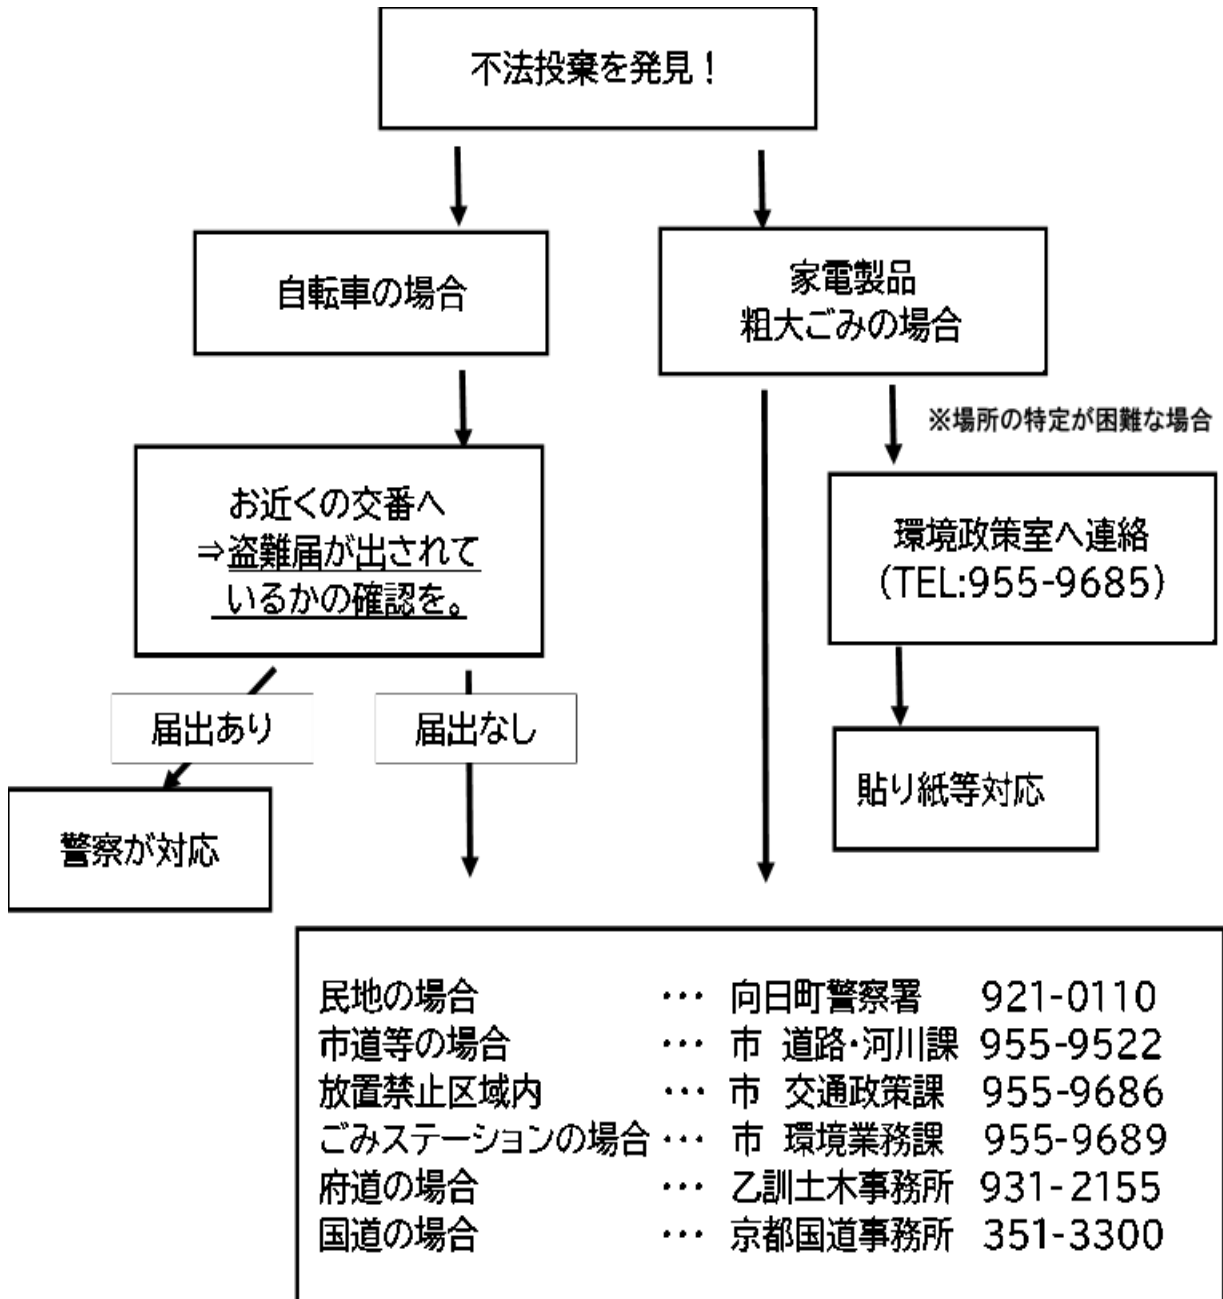 不法投棄を発見！
自転車の場合
家電製品
粗大ごみの場合
※場所の特定が困難な場合
お近くの交番へ
⇒盗難届が出されて
いるかの確認を。
環境政策室へ連絡
（TEL:955-9685）
届出あり
届出なし
貼り紙等対応
警察が対応
民地の場合 … 向日町警察署 921-0110
市道等の場合 … 市 道路・河川課 955-9522
放置禁止区域内 … 市 交通政策課 955-9686
ごみステーションの場合 … 市 環境業務課 955-9689
府道の場合 … 乙訓土木事務所 931-2155
国道の場合 … 京都国道事務所 351-3300